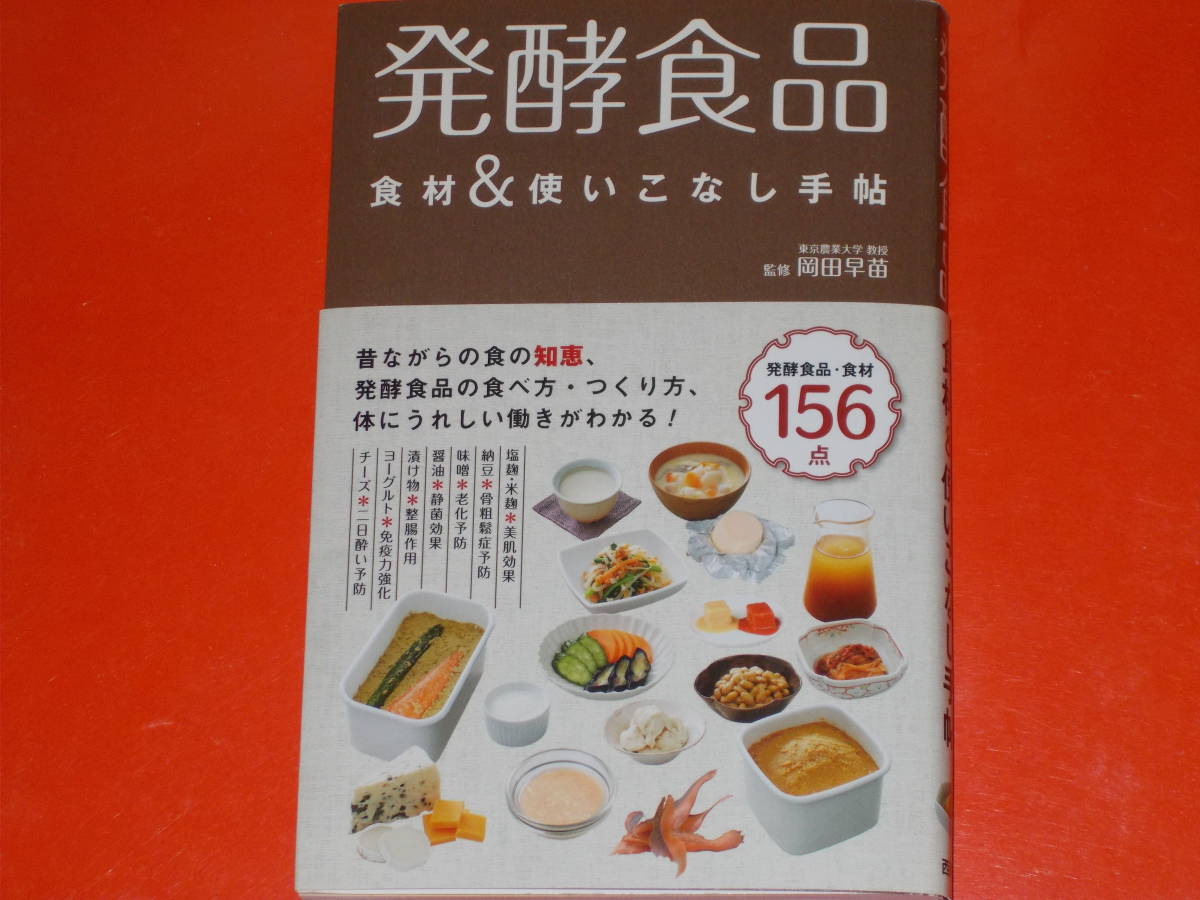 発酵食品
食材&使いこなし手帖
東京農業大学 教授
監修 岡田早苗
昔ながらの食の知恵、
発酵食品の食べ方・つくり方、
体にうれしい働きがわかる!
発酵食品・食材
156
点
塩麹・米麹*美肌効果
納豆*骨粗鬆症予防
味噌*老化予防
醤油*静菌効果
漬け物*整腸作用
ヨーグルト*免疫力強化
チーズ*二日酔い予防
西